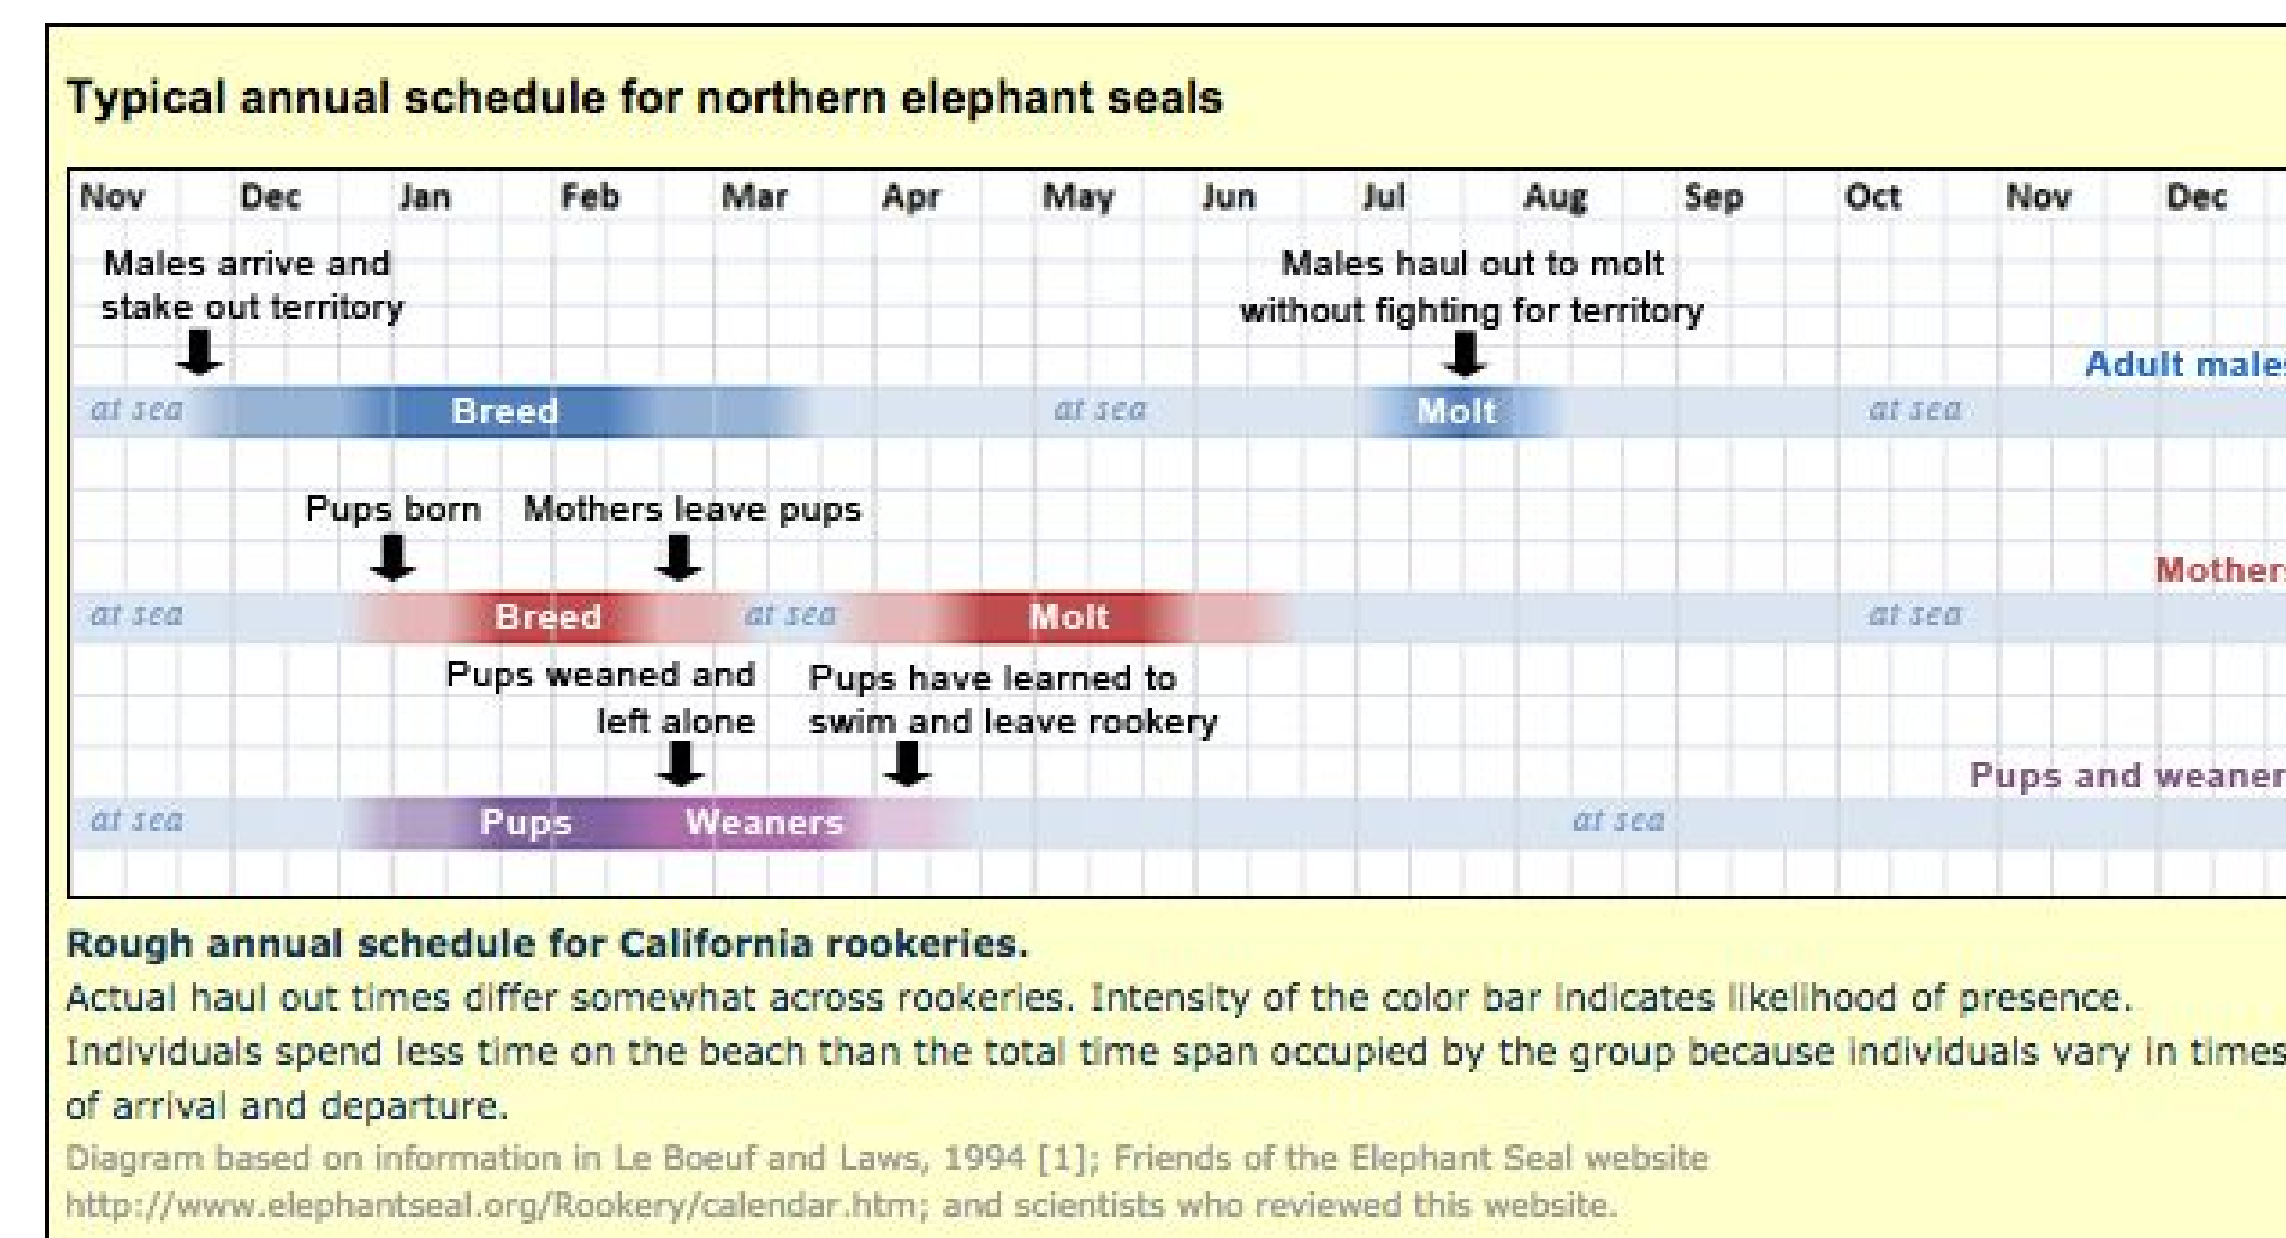 Typical annual schedule for northern elephant seals
Nov Dec Jan Feb Mar Apr May Jun Jul Aug Sep Oct Nov Dec
Males arrive and
stake out territory
Males haul out to molt
without fighting for territory
Adult males
at sea Breed at sea Molt at sea
Pups born Mothers leave pups
Mothers
at sea Breed at sea Molt at sea
Pups weaned and
left alone
Pups have learned to
swim and leave rookery
Pups and weaner
at sea Pups Weaners at sea
Rough annual schedule for California rookeries.
Actual haul out times differ somewhat across rookeries. Intensity of the color bar indicates likelihood of presence.
Individuals spend less time on the beach than the total time span occupied by the group because individuals vary in times
of arrival and departure.
Diagram based on information in Le Boeuf and Laws, 1994 [1]; Friends of the Elephant Seal website
http://www.elephantseal.org/Rookery/calendar.htm; and scientists who reviewed this website.